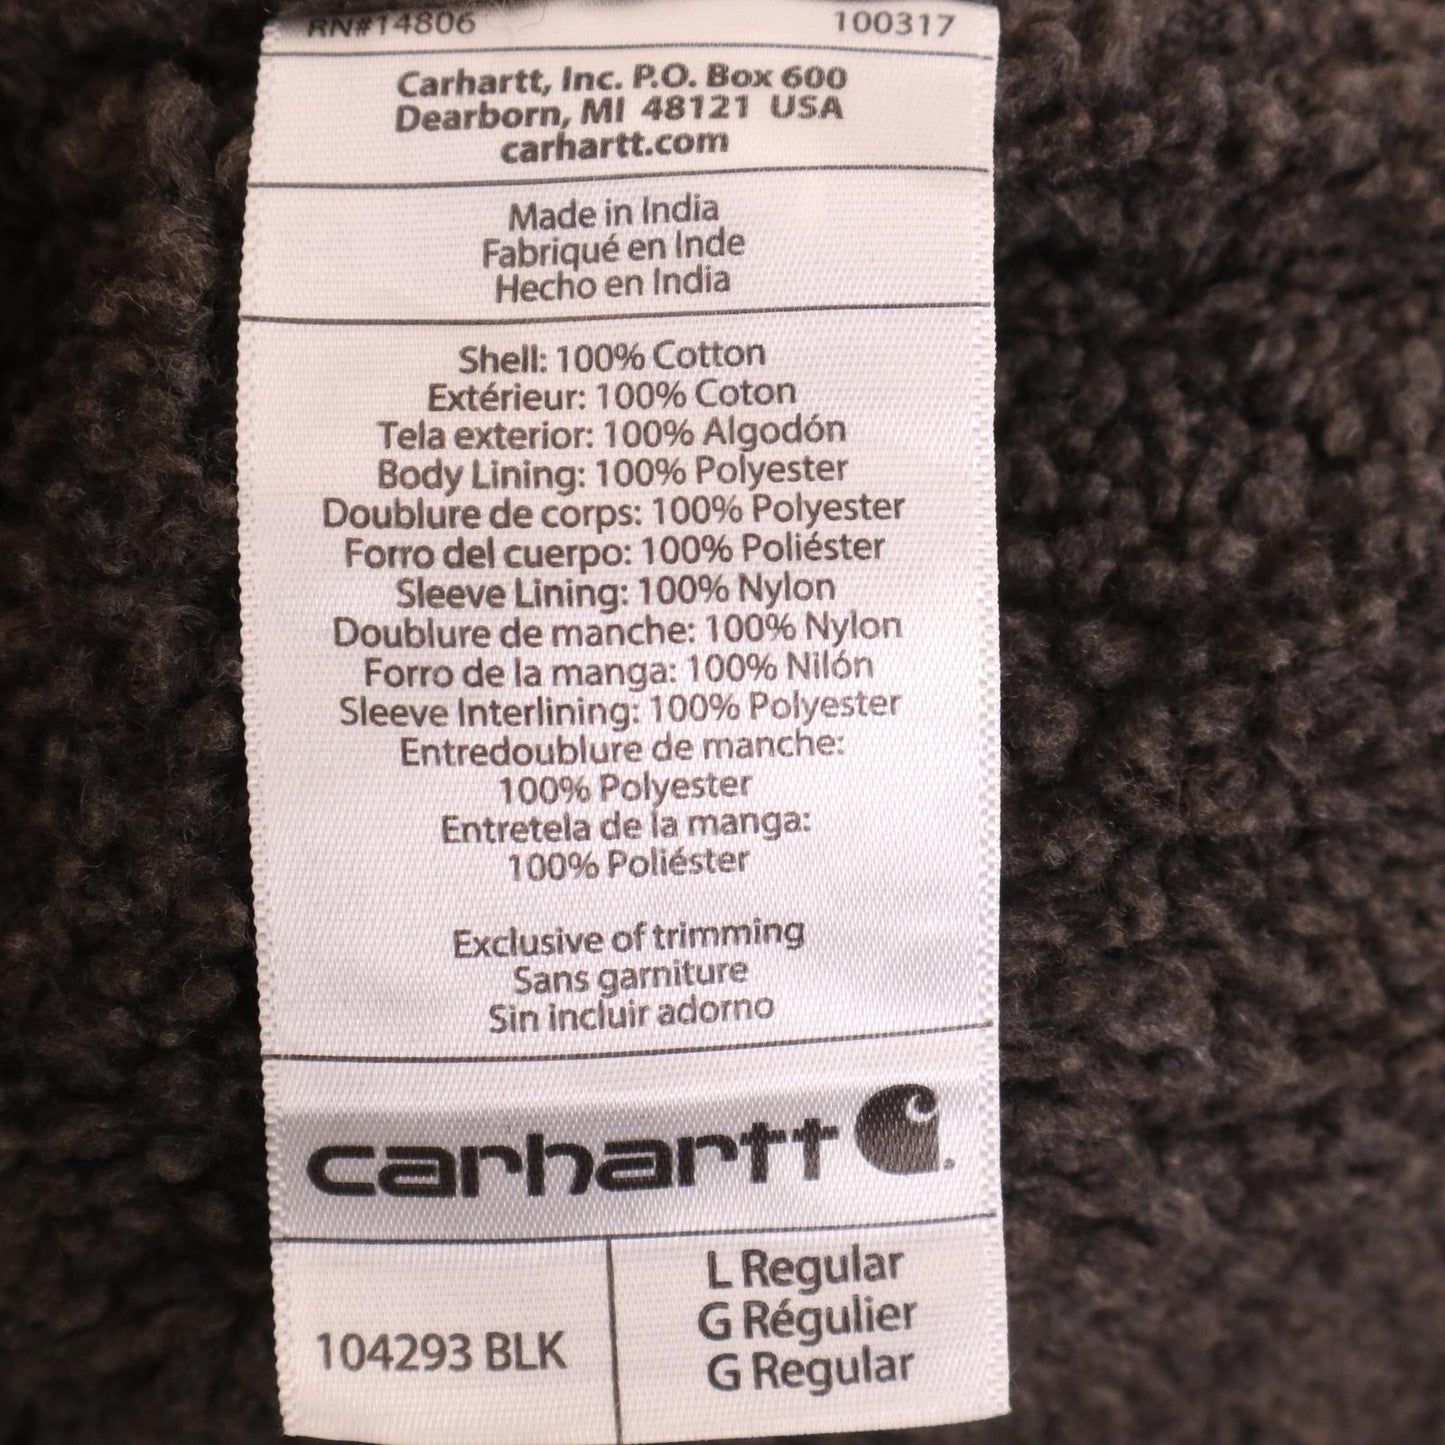 RN#14806 100317
Carhartt, Inc. P.O. Box 600
Dearborn, MI 48121 USA
carhartt.com
Made in India
Fabriqué en Inde
Hecho en India
Shell: 100% Cotton
Extérieur: 100% Coton
Tela exterior: 100% Algodón
Body Lining: 100% Polyester
Doublure de corps: 100% Polyester
Forro del cuerpo: 100% Poliéster
Sleeve Lining: 100% Nylon
Doublure de manche: 100% Nylon
Forro de la manga: 100% Nilón
Sleeve Interlining: 100% Polyester
Entredoublure de manche:
100% Polyester
Entretela de la manga:
100% Poliéster
Exclusive of trimming
Sans garniture
Sin incluir adorno
carhartt
104293 BLK
L Regular
G Régulier
G Regular